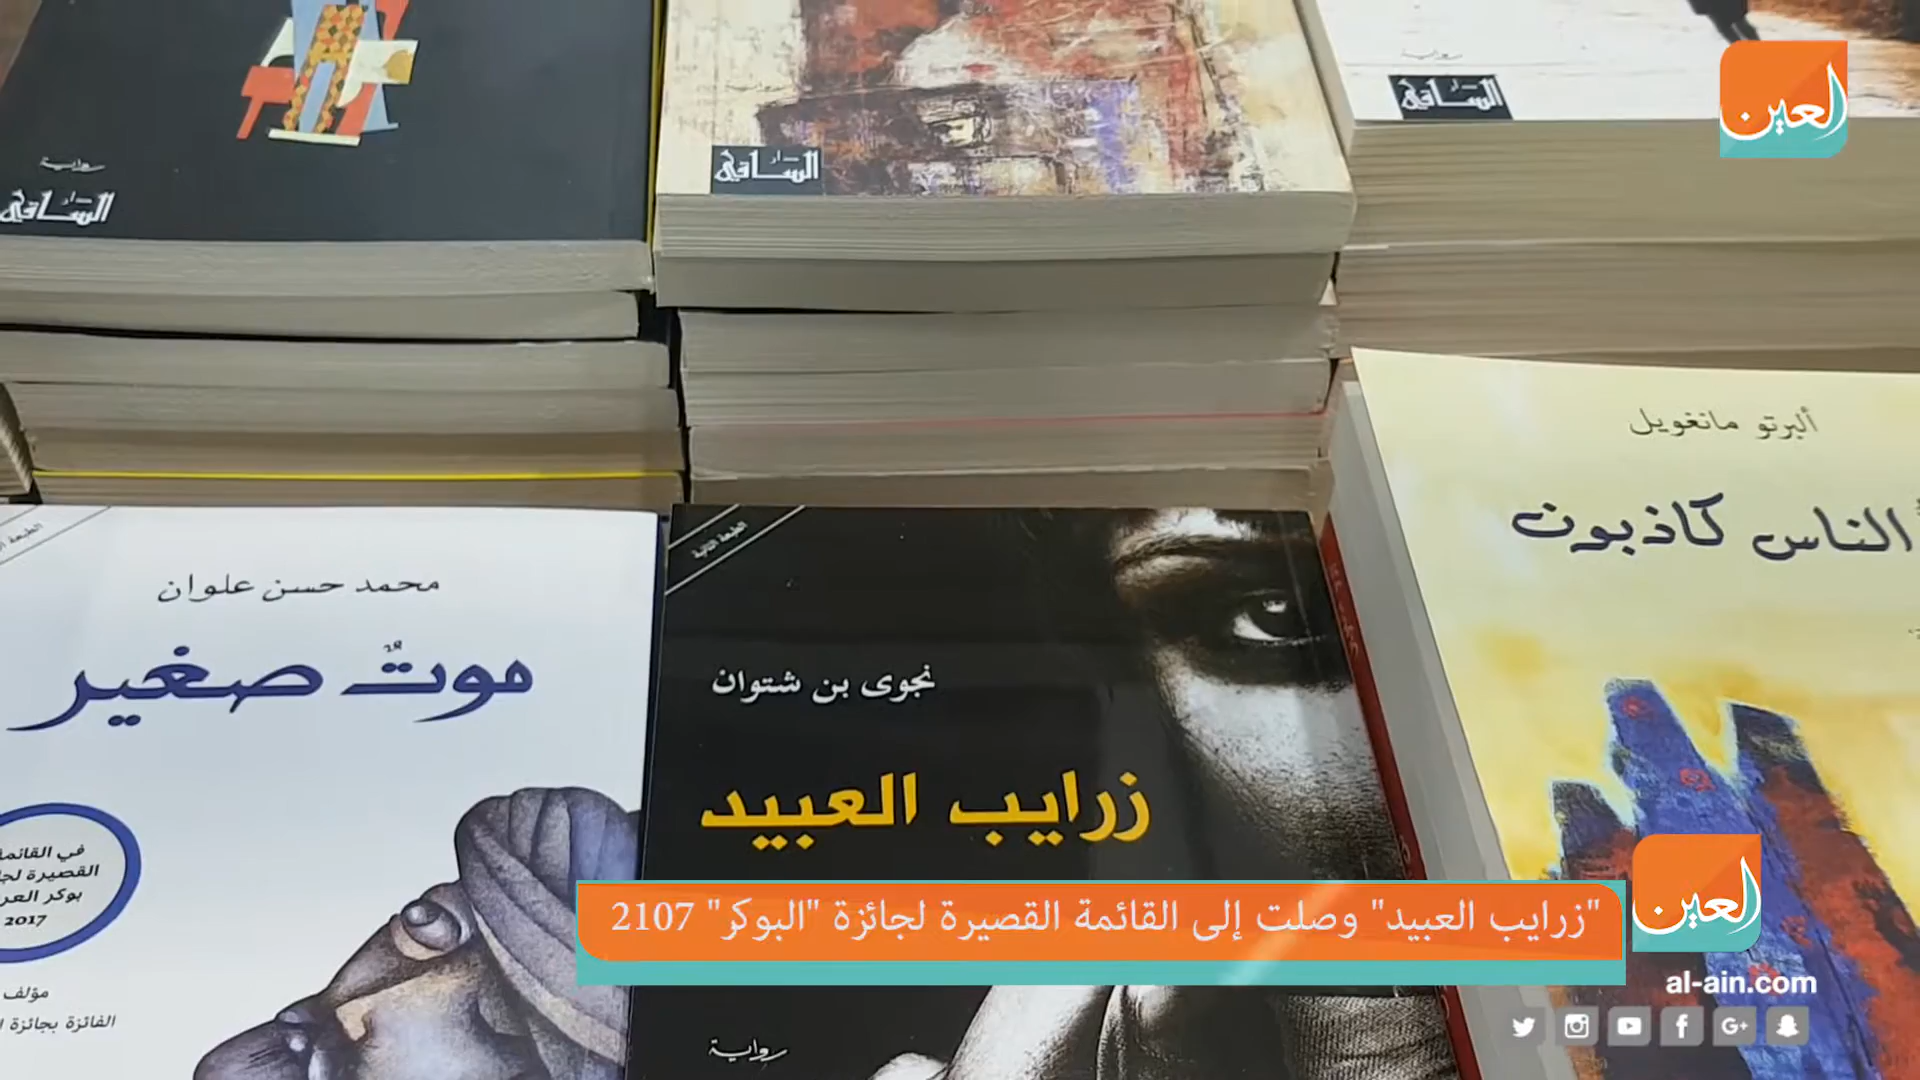 رواية
دار
الساقي
رواية
دار
الساقي
رواية
دار
الساقي
العين
ألبرتو مانغويل
الناس كاذبون
محمد حسن علوان
موتٌ صغير
في القائمة
القصيرة
بوكر
2017
مؤلف
الفائزة بجائزة
الطبعة الثانية
نجوى بن شتوان
زرايب العبيد
رواية
"زرايب العبيد" وصلت إلى القائمة القصيرة لجائزة "البوكر" 2107
العين
al-ain.com